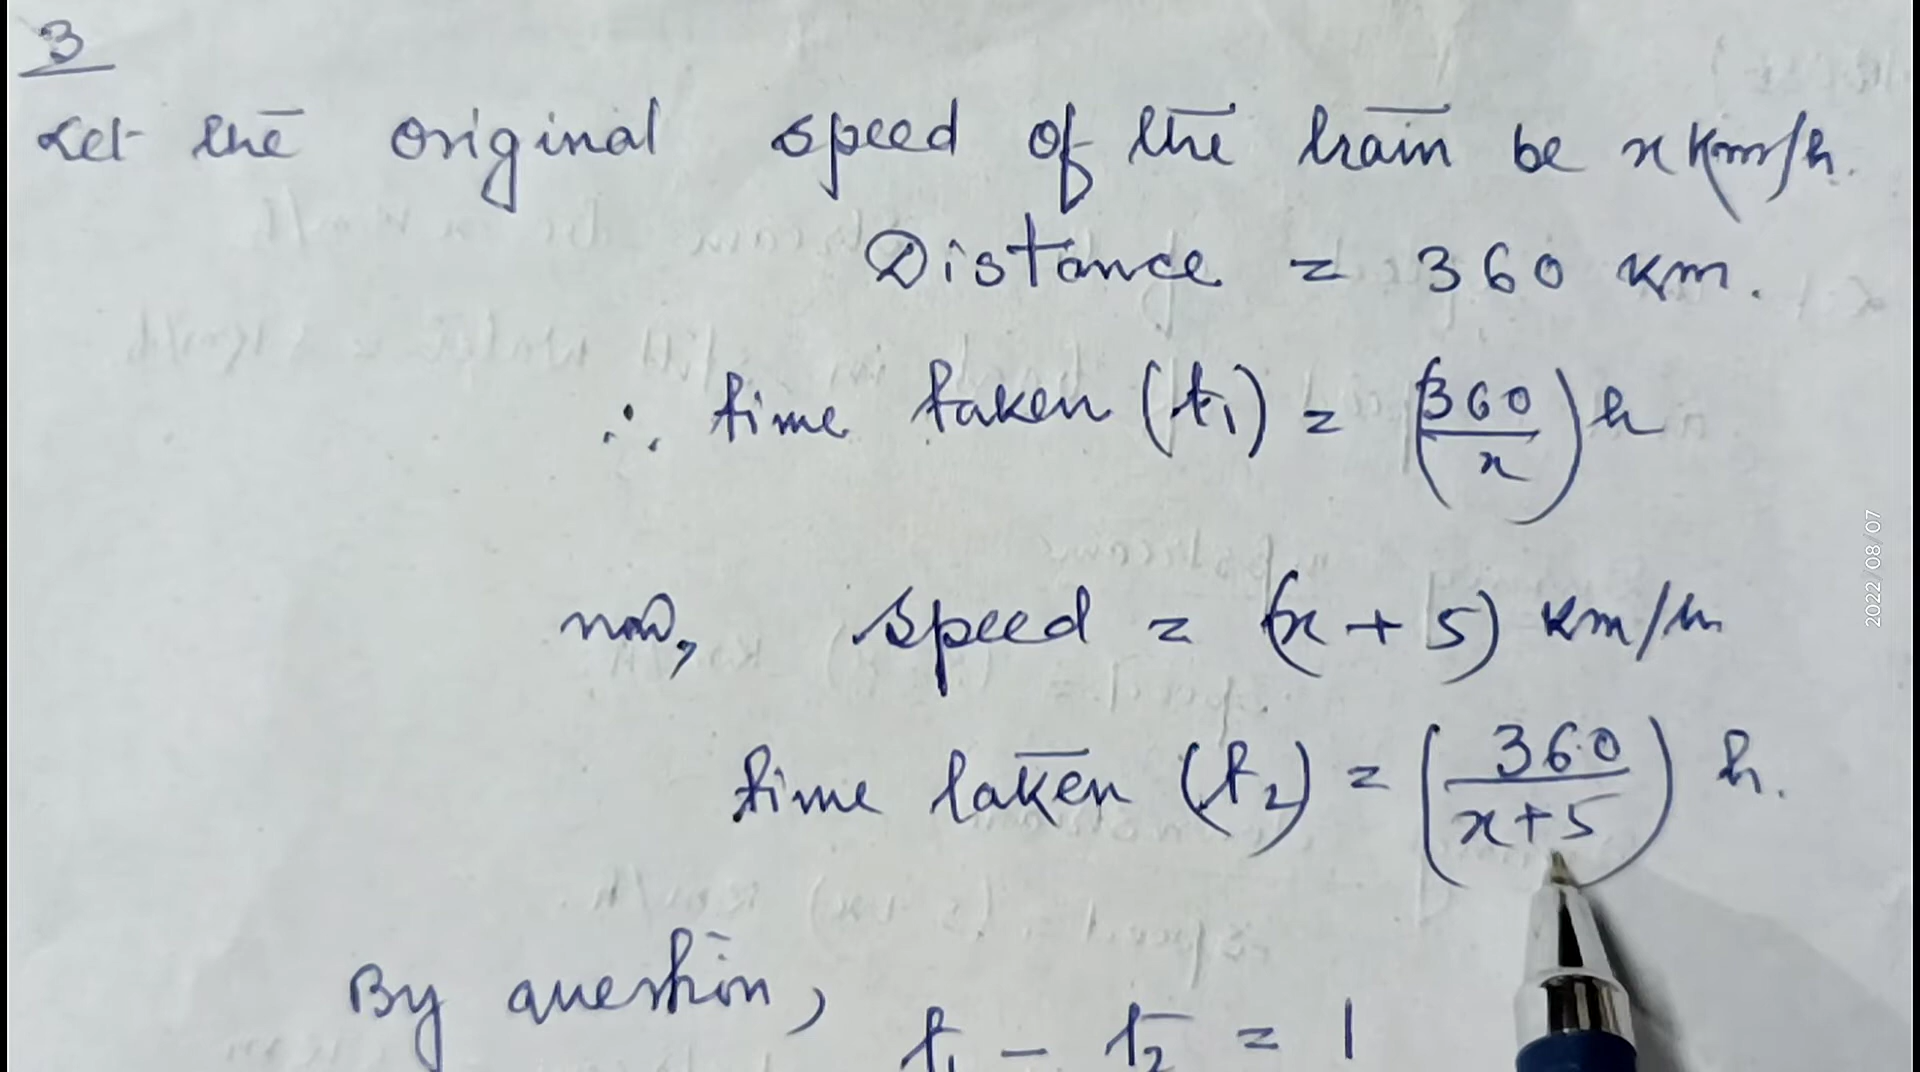 3
Let the original speed of the train be x km/h.
Distance = 360 km.
∴ time taken (t₁) = (360/x) h
now, speed = (x + 5) km/h
time taken (t₂) = (360/x+5) h.
By question,
t₁ - t₂ = 1
2022/08/07